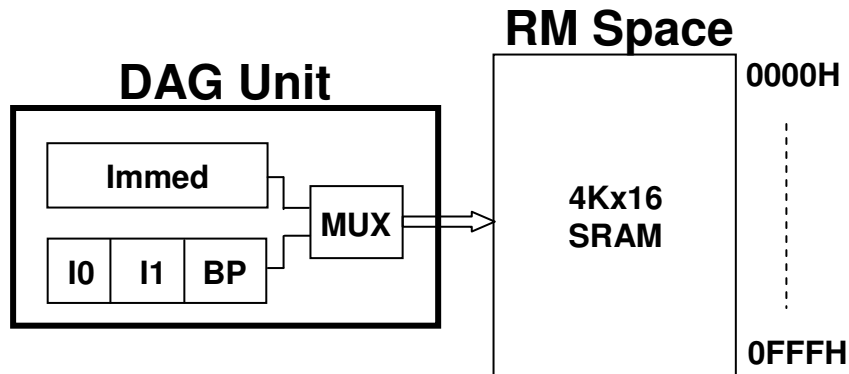 RM Space
DAG Unit
0000H
Immed
MUX
4Kx16
SRAM
I0 I1 BP
0FFFH